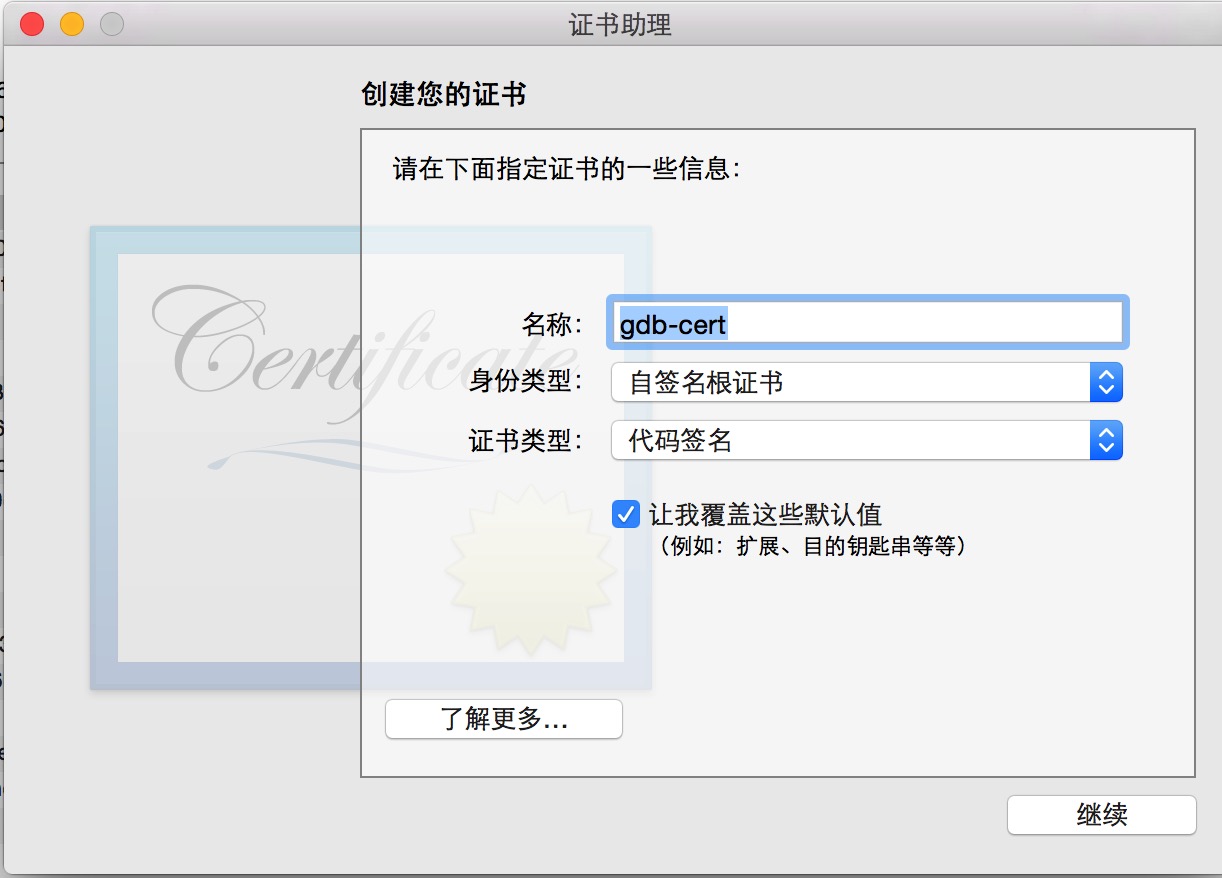 证书助理
创建您的证书
请在下面指定证书的一些信息：
Certificate
名称：
gdb-cert
身份类型：
自签名根证书
证书类型：
代码签名
让我覆盖这些默认值
（例如：扩展、目的钥匙串等等）
了解更多...
继续